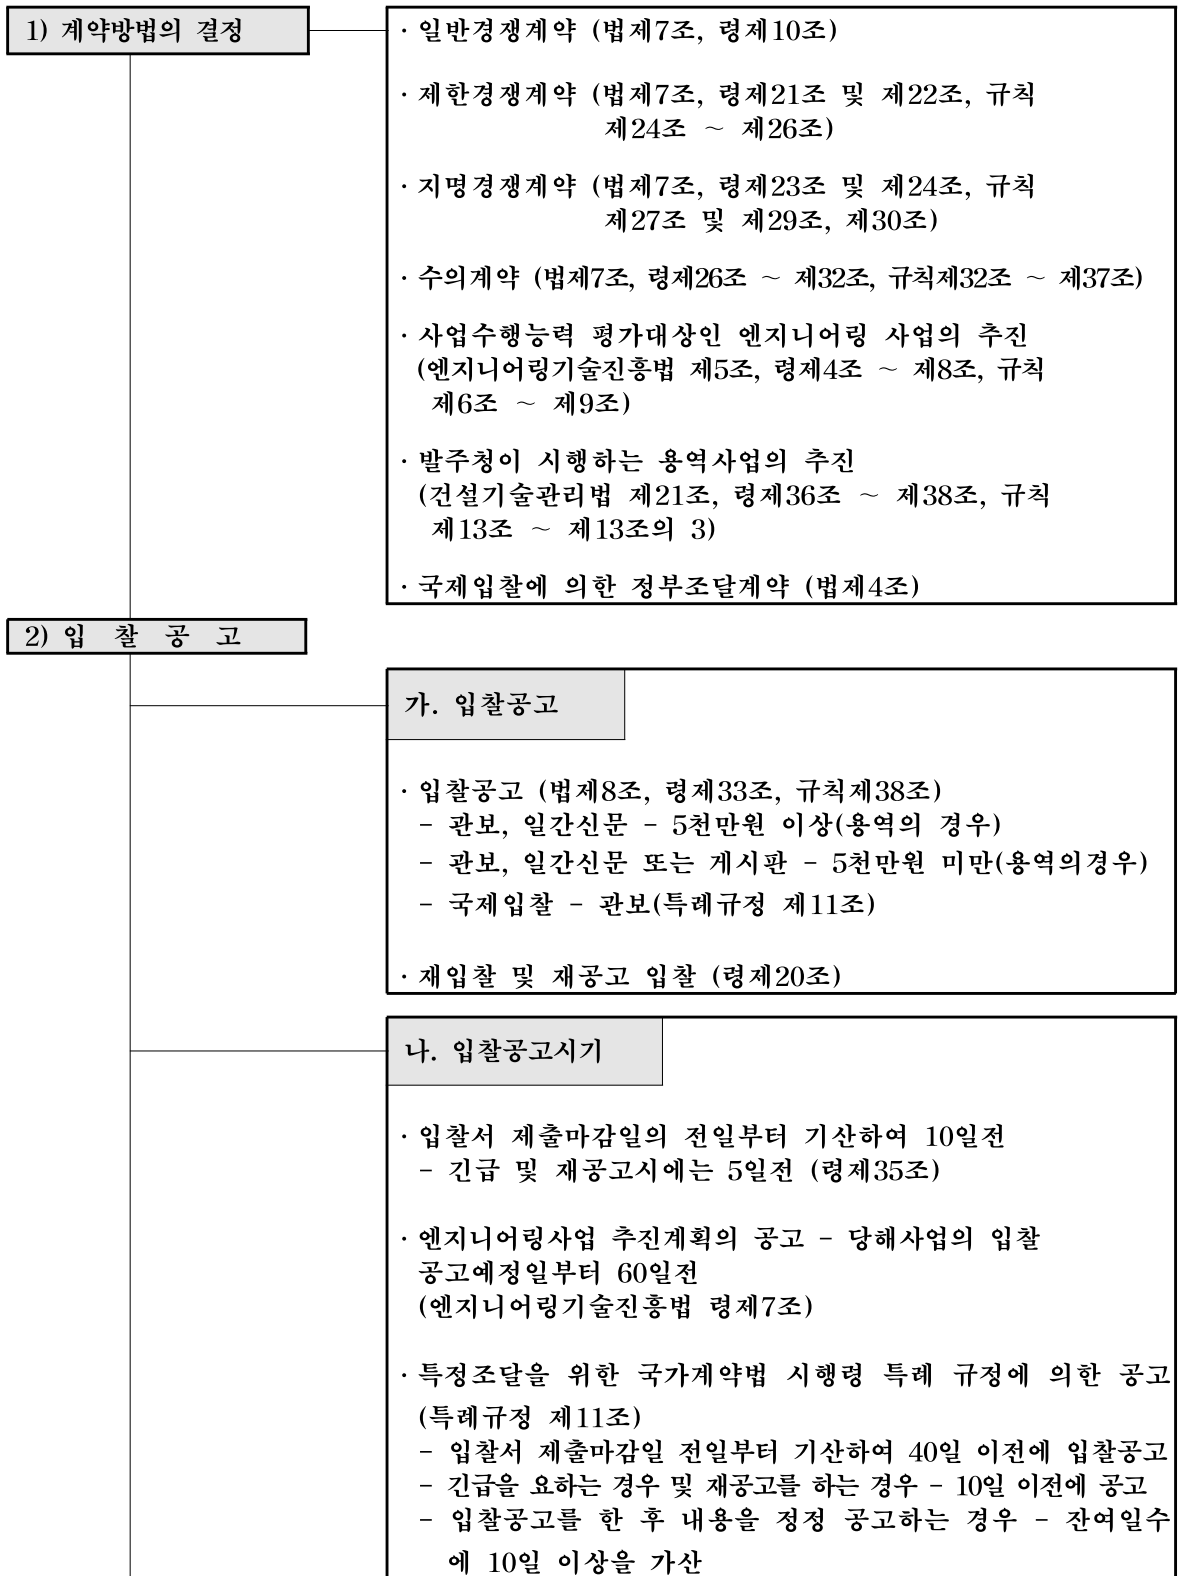 1) 계약방법의 결정
· 일반경쟁계약 (법제7조, 령제10조)
· 제한경쟁계약 (법제7조, 령제21조 및 제22조, 규칙
제24조 ~ 제26조)
· 지명경쟁계약 (법제7조, 령제23조 및 제24조, 규칙
제27조 및 제29조, 제30조)
· 수의계약 (법제7조, 령제26조 ~ 제32조, 규칙제32조 ~ 제37조)
· 사업수행능력 평가대상인 엔지니어링 사업의 추진
(엔지니어링기술진흥법 제5조, 령제4조 ~ 제8조, 규칙
제6조 ~ 제9조)
· 발주청이 시행하는 용역사업의 추진
(건설기술관리법 제21조, 령제36조 ~ 제38조, 규칙
제13조 ~ 제13조의 3)
· 국제입찰에 의한 정부조달계약 (법제4조)
2) 입 찰 공 고
가. 입찰공고
· 입찰공고 (법제8조, 령제33조, 규칙제38조)
- 관보, 일간신문 - 5천만원 이상(용역의 경우)
- 관보, 일간신문 또는 게시판 - 5천만원 미만(용역의경우)
- 국제입찰 - 관보(특례규정 제11조)
· 재입찰 및 재공고 입찰 (령제20조)
나. 입찰공고시기
· 입찰서 제출마감일의 전일부터 기산하여 10일전
- 긴급 및 재공고시에는 5일전 (령제35조)
· 엔지니어링사업 추진계획의 공고 - 당해사업의 입찰
공고예정일부터 60일전
(엔지니어링기술진흥법 령제7조)
· 특정조달을 위한 국가계약법 시행령 특례 규정에 의한 공고
(특례규정 제11조)
- 입찰서 제출마감일 전일부터 기산하여 40일 이전에 입찰공고
- 긴급을 요하는 경우 및 재공고를 하는 경우 - 10일 이전에 공고
- 입찰공고를 한 후 내용을 정정 공고하는 경우 - 잔여일수
에 10일 이상을 가산